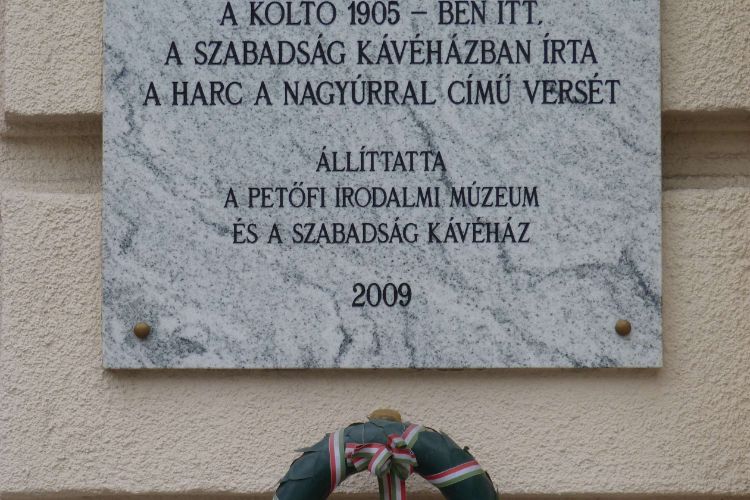 A KÖLTŐ 1905 – BEN ITT,
A SZABADSÁG KÁVÉHÁZBAN ÍRTA
A HARC A NAGYÚRRAL CÍMŰ VERSÉT
ÁLLÍTTATTA
A PETŐFI IRODALMI MÚZEUM
ÉS A SZABADSÁG KÁVÉHÁZ
2009